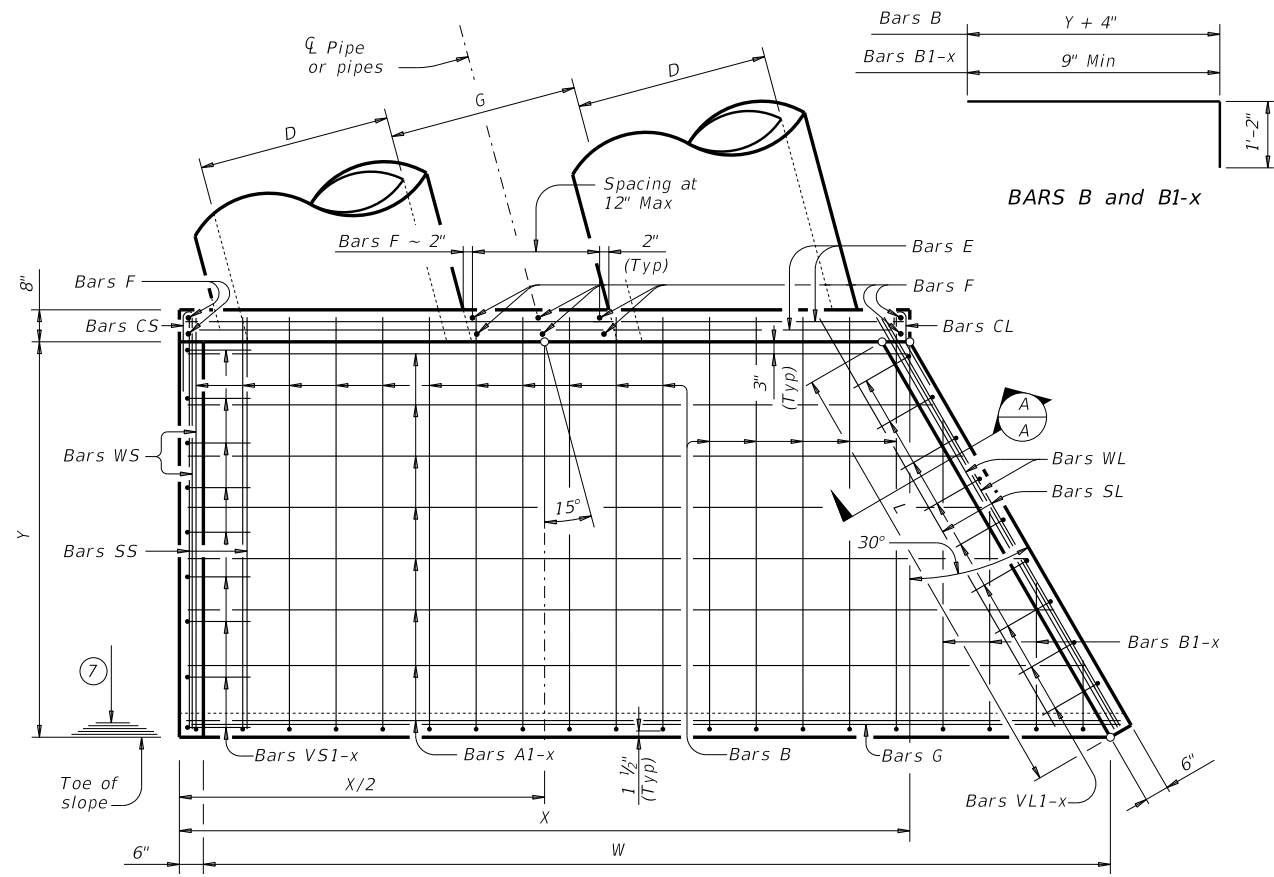 Bars B
Y + 4"
Bars B1-x
9" Min
1'-2"
BARS B and B1-x
℄ Pipe
or pipes
D
G
D
Spacing at
12" Max
Bars F ~ 2"
2"
(Typ)
Bars E
8"
Bars F
Bars F
Bars CS
Bars CL
3"
(Typ)
A
A
Bars WS
Bars WL
Bars SL
L
Y
15°
30°
Bars SS
Bars B1-x
7
Bars VS1-x
Bars A1-x
1 ½"
(Typ)
Bars B
Bars G
Toe of
slope
X/2
6"
Bars VL1-x
X
6"
W